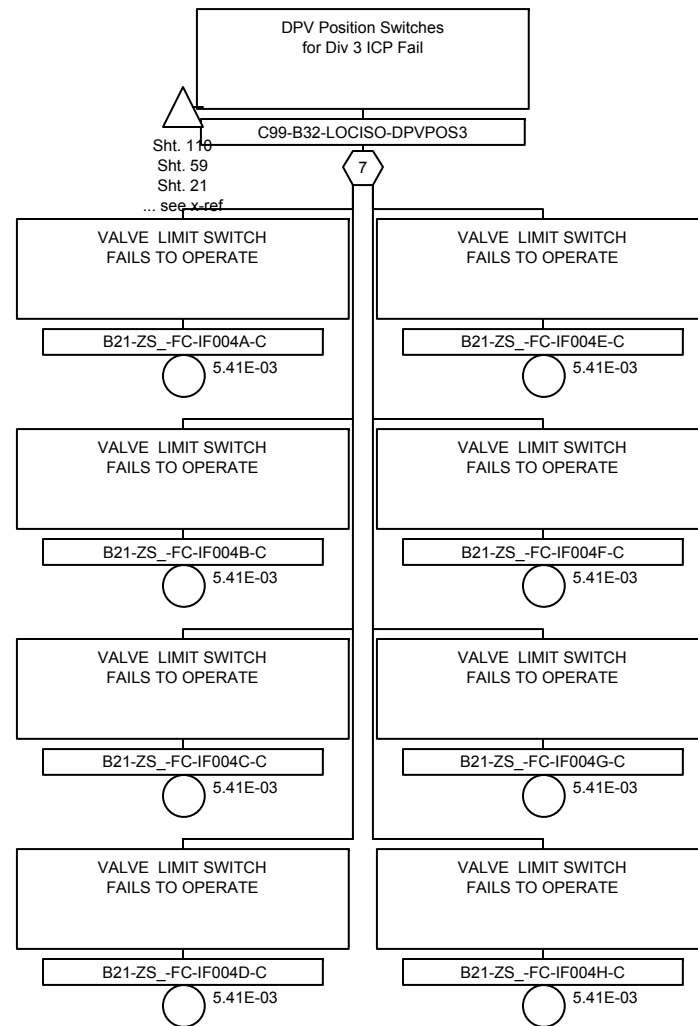 DPV Position Switches
for Div 3 ICP Fail
C99-B32-LOCISO-DPVPOS3
Sht. 110
Sht. 59
Sht. 21
... see x-ref
7
VALVE LIMIT SWITCH
FAILS TO OPERATE
B21-ZS_-FC-IF004A-C
5.41E-03
VALVE LIMIT SWITCH
FAILS TO OPERATE
B21-ZS_-FC-IF004E-C
5.41E-03
VALVE LIMIT SWITCH
FAILS TO OPERATE
B21-ZS_-FC-IF004B-C
5.41E-03
VALVE LIMIT SWITCH
FAILS TO OPERATE
B21-ZS_-FC-IF004F-C
5.41E-03
VALVE LIMIT SWITCH
FAILS TO OPERATE
B21-ZS_-FC-IF004C-C
5.41E-03
VALVE LIMIT SWITCH
FAILS TO OPERATE
B21-ZS_-FC-IF004G-C
5.41E-03
VALVE LIMIT SWITCH
FAILS TO OPERATE
B21-ZS_-FC-IF004D-C
5.41E-03
VALVE LIMIT SWITCH
FAILS TO OPERATE
B21-ZS_-FC-IF004H-C
5.41E-03